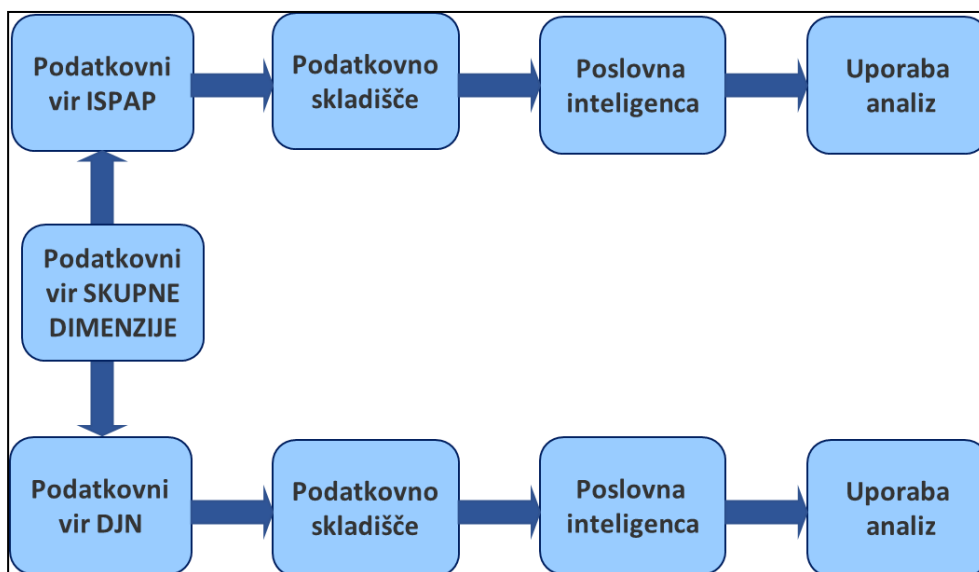 Podatkovni
vir ISPAP
Podatkovno
skladišče
Poslovna
inteligenca
Uporaba
analiz
Podatkovni
vir SKUPNE
DIMENZIJE
Podatkovni
vir DJN
Podatkovno
skladišče
Poslovna
inteligenca
Uporaba
analiz